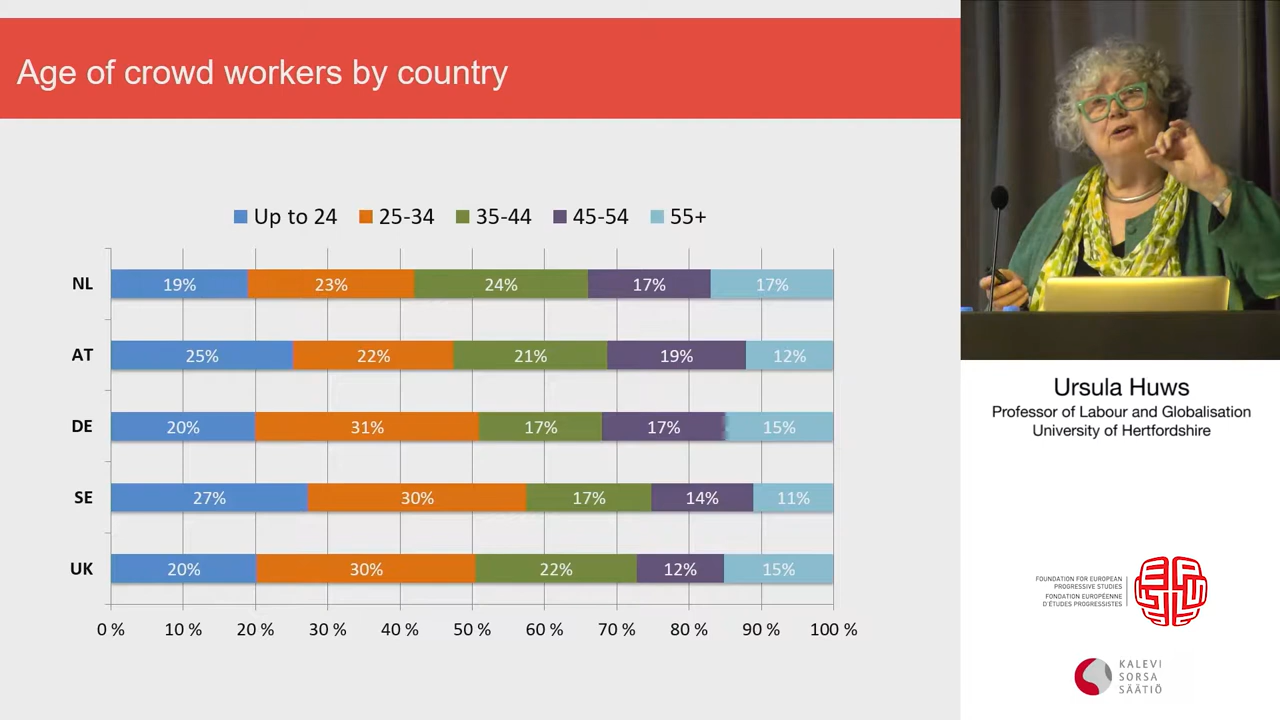 Age of crowd workers by country
Up to 24 25-34 35-44 45-54 55+
NL 19% 23% 24% 17% 17%
AT 25% 22% 21% 19% 12%
DE 20% 31% 17% 17% 15%
SE 27% 30% 17% 14% 11%
UK 20% 30% 22% 12% 15%
0 % 10 % 20 % 30 % 40 % 50 % 60 % 70 % 80 % 90 % 100 %
Ursula Huws
Professor of Labour and Globalisation
University of Hertfordshire
FOUNDATION FOR EUROPEAN
PROGRESSIVE STUDIES
FONDATION EUROPÉENNE
D'ÉTUDES PROGRESSISTES
KALEVI
SORSA
SÄÄTIÖ